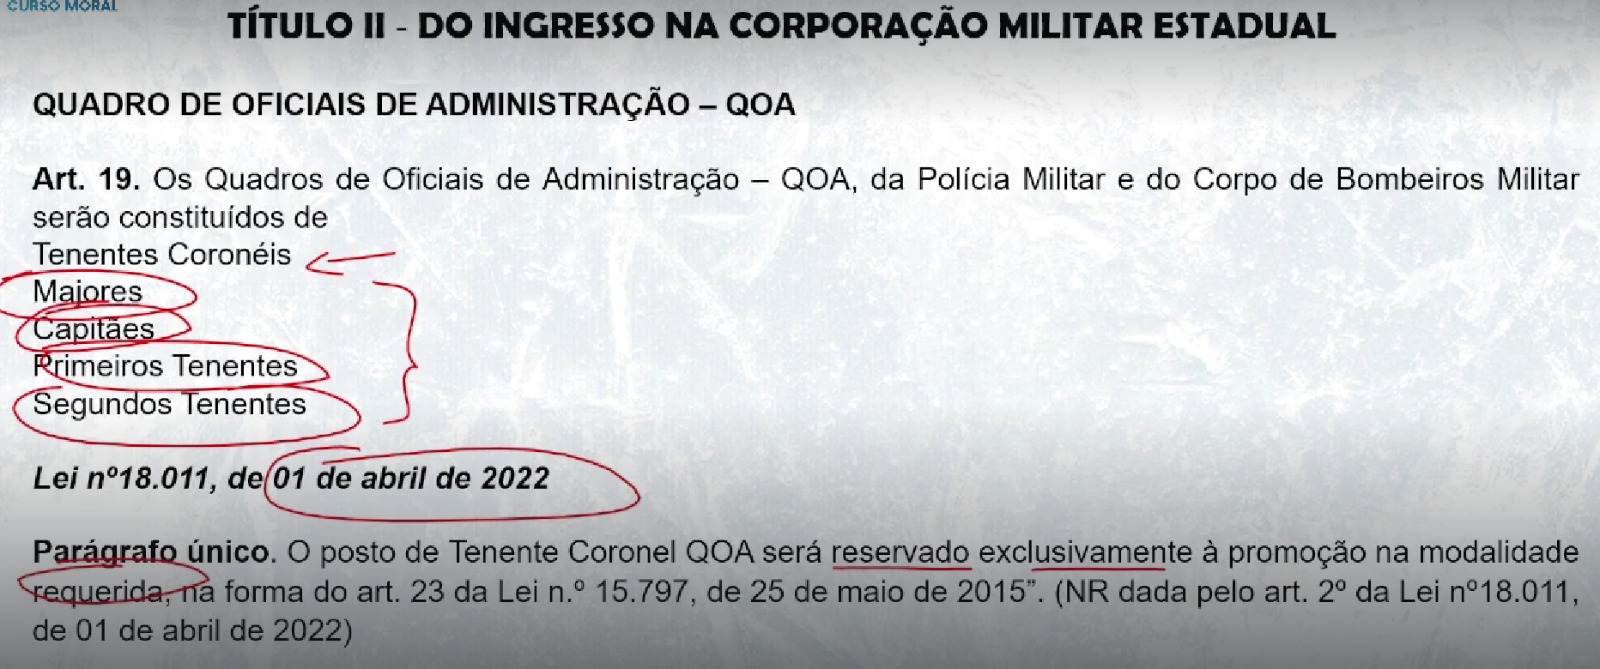 CURSO MORAL
TÍTULO II - DO INGRESSO NA CORPORAÇÃO MILITAR ESTADUAL
QUADRO DE OFICIAIS DE ADMINISTRAÇÃO – QOA
Art. 19. Os Quadros de Oficiais de Administração – QOA, da Polícia Militar e do Corpo de Bombeiros Militar
serão constituídos de
Tenentes Coronéis
Majores
Capitães
Primeiros Tenentes
Segundos Tenentes
Lei nº18.011, de 01 de abril de 2022
Parágrafo único. O posto de Tenente Coronel QOA será reservado exclusivamente à promoção na modalidade
requerida, na forma do art. 23 da Lei n.º 15.797, de 25 de maio de 2015”. (NR dada pelo art. 2º da Lei nº18.011,
de 01 de abril de 2022)